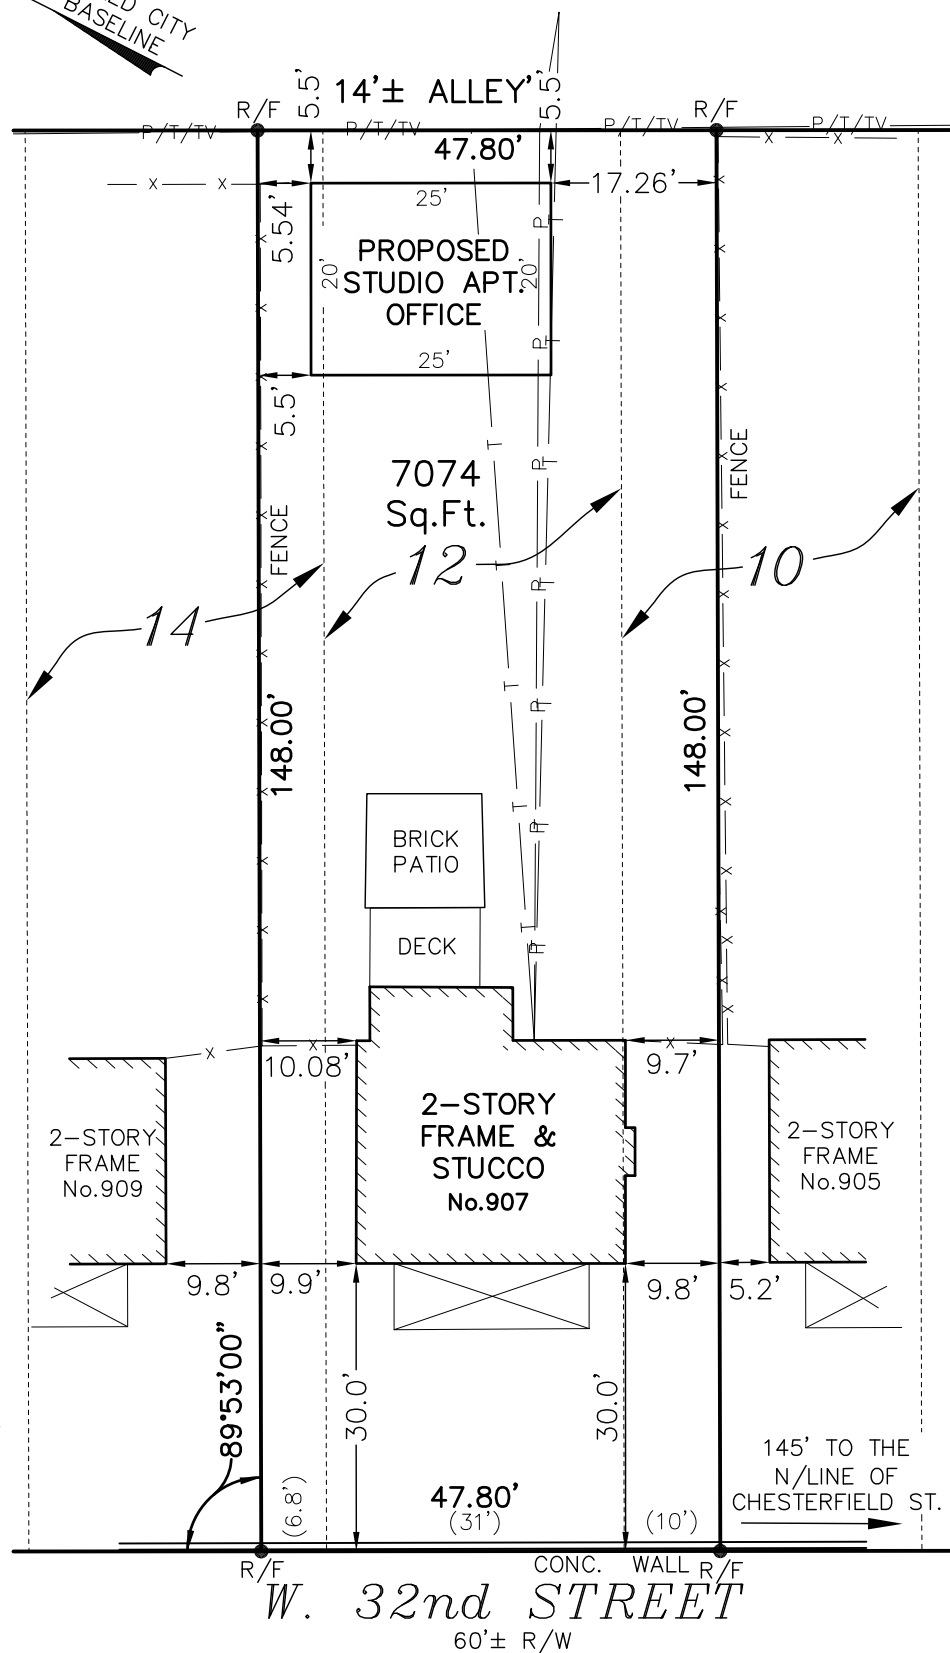 CITY
BASELINE
14'± ALLEY'
5.5'
5.5'
R/F
R/F
P/T/TV
P/T/TV
P/T/TV
P/T/TV
47.80'
25'
17.26'
5.54'
20'
PROPOSED
STUDIO APT.
OFFICE
20'
25'
5.5'
7074
Sq.Ft.
FENCE
FENCE
14
12
10
148.00'
148.00'
BRICK
PATIO
DECK
10.08'
9.7'
2-STORY
FRAME &
STUCCO
No.907
2-STORY
FRAME
No.909
2-STORY
FRAME
No.905
9.8'
9.9'
9.8'
5.2'
89°53'00"
30.0'
30.0'
145' TO THE
N/LINE OF
CHESTERFIELD ST.
(6.8')
47.80'
(31')
(10')
R/F
CONC. WALL
R/F
W. 32nd STREET
60'± R/W